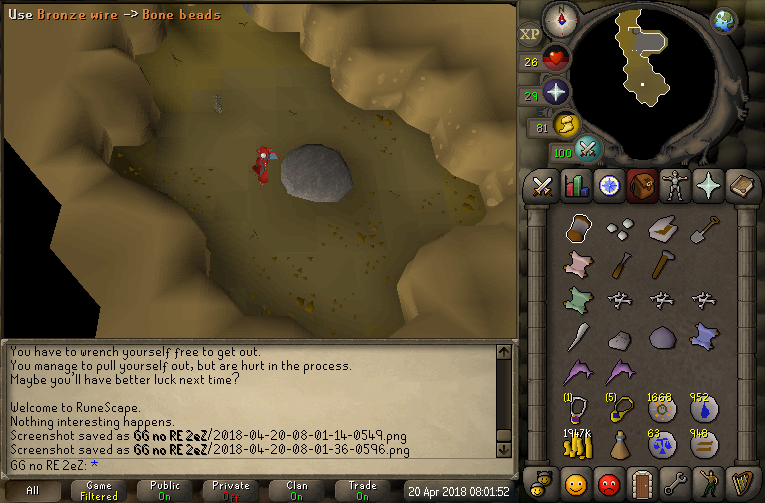 Use Bronze wire -> Bone beads
XP
26
29
81
100
You have to wrench yourself free to get out.
You manage to pull yourself out, but are hurt in the process.
Maybe you'll have better luck next time?
Welcome to RuneScape.
Nothing interesting happens.
Screenshot saved as GG no RE 2eZ/2018-04-20-08-01-14-0549.png
Screenshot saved as GG no RE 2eZ/2018-04-20-08-01-36-0596.png
GG no RE 2eZ: *
(1) (5) 1668 952
1947k 63 948
All
Game
Filtered
Public
On
Private
Off
Clan
On
Trade
On
20 Apr 2018 08:01:52